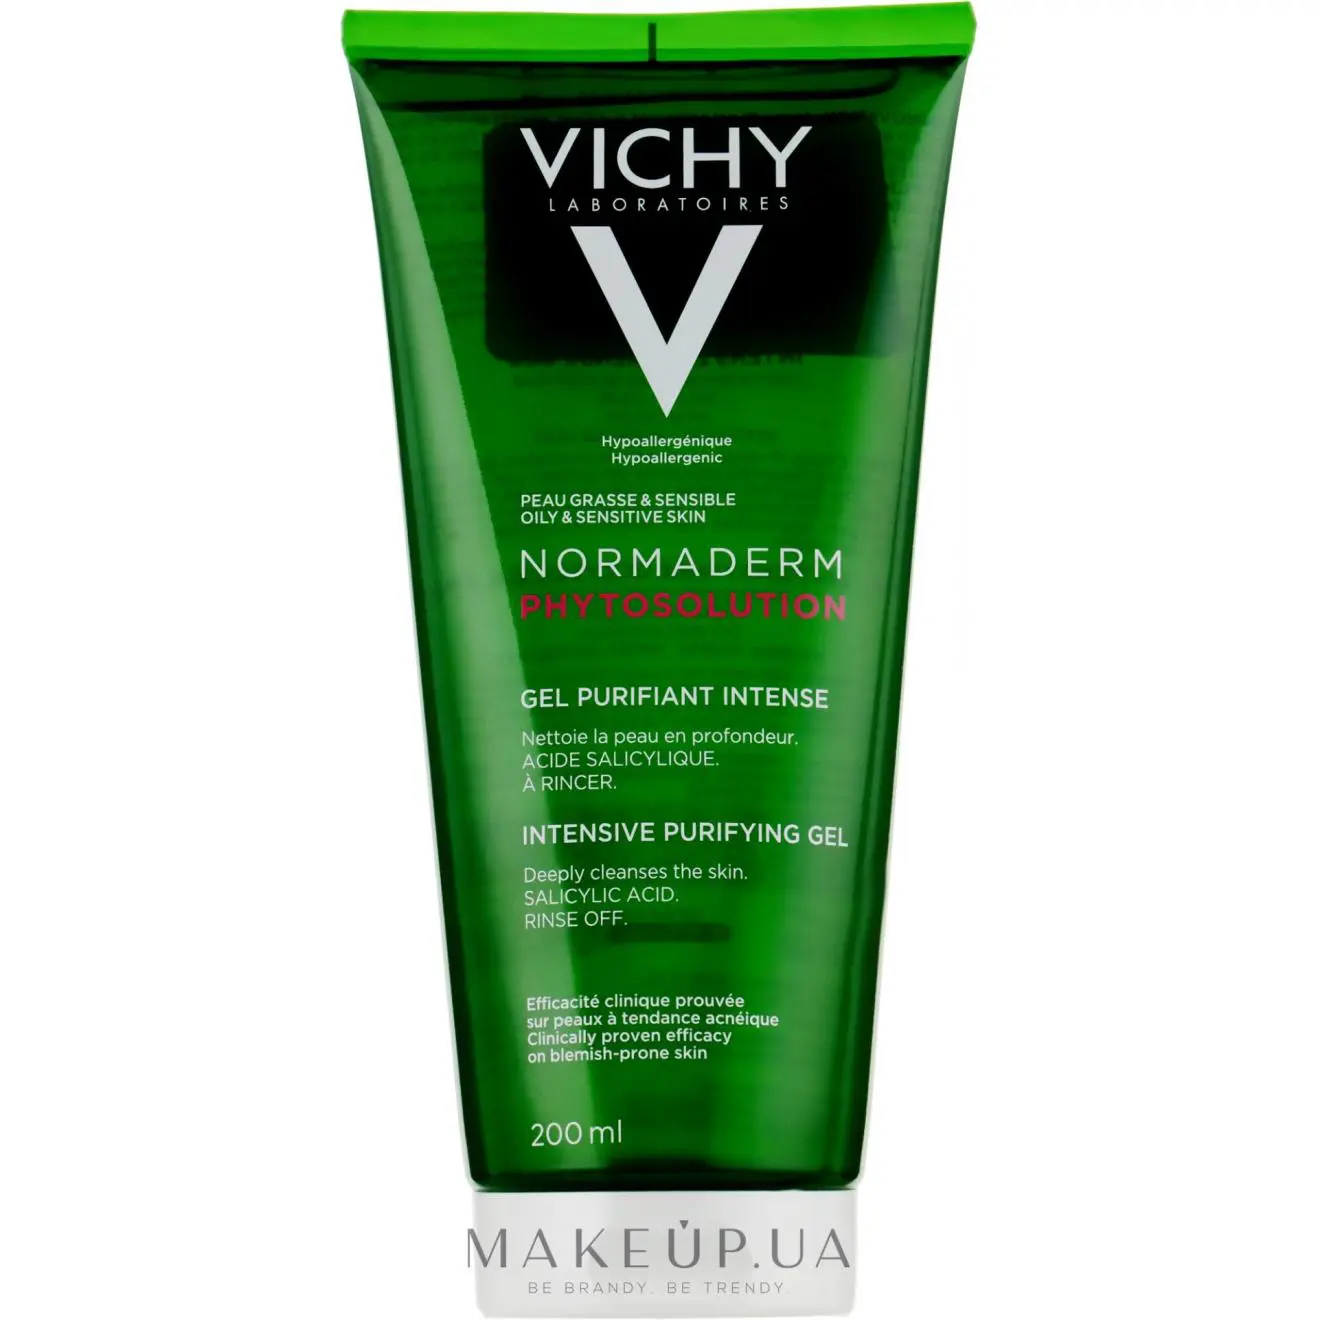 VICHY
LABORATOIRES
V
Hypoallergénique
Hypoallergenic
PEAU GRASSE & SENSIBLE
OILY & SENSITIVE SKIN
NORMADERM
PHYTOSOLUTION
GEL PURIFIANT INTENSE
Nettoie la peau en profondeur.
ACIDE SALICYLIQUE.
À RINCER.
INTENSIVE PURIFYING GEL
Deeply cleanses the skin.
SALICYLIC ACID.
RINSE OFF.
Efficacité clinique prouvée
sur peaux à tendance acnéique
Clinically proven efficacy
on blemish-prone skin
200 ml
MAKEUP.UA
BE BRANDY. BE TRENDY.